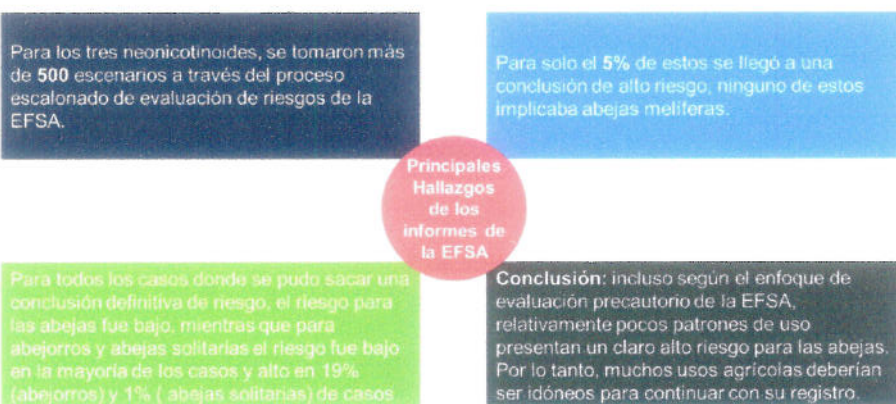 Para los tres neonicotinoides, se tomaron más
de 500 escenarios a través del proceso
escalonado de evaluación de riesgos de la
EFSA.
Para solo el 5% de estos se llegó a una
conclusión de alto riesgo, ninguno de estos
implicaba abejas melíferas.
Principales
Hallazgos
de los
informes de
la EFSA
Para todos los casos donde se pudo sacar una
conclusión definitiva de riesgo, el riesgo para
las abejas fue bajo, mientras que para
abejorros y abejas solitarias el riesgo fue bajo
en la mayoría de los casos y alto en 19%
(abejorros) y 1% ( abejas solitarias) de casos
Conclusión: incluso según el enfoque de
evaluación precautorio de la EFSA,
relativamente pocos patrones de uso
presentan un claro alto riesgo para las abejas.
Por lo tanto, muchos usos agrícolas deberían
ser idóneos para continuar con su registro.